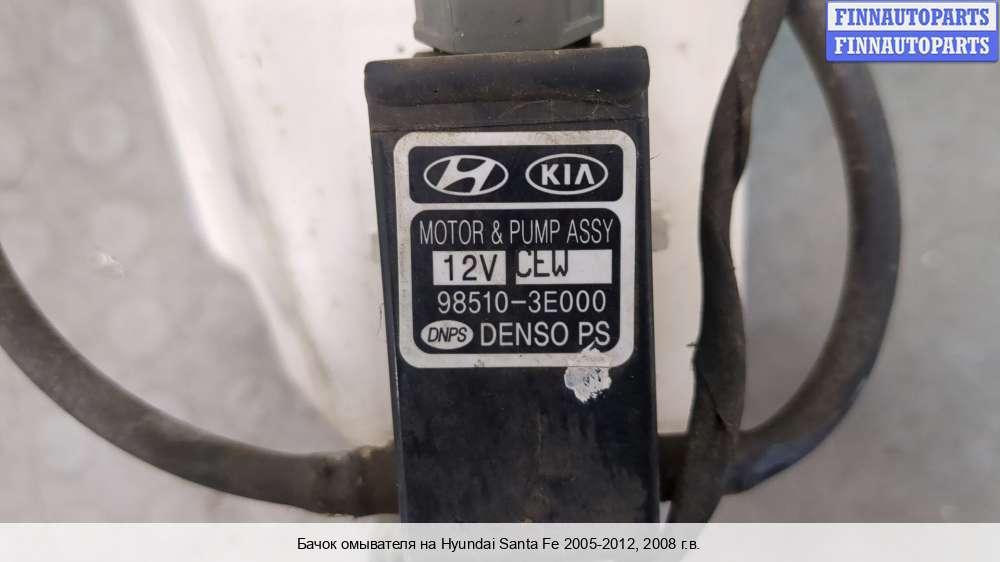 FINNAUTOPARTS
FINNAUTOPARTS
KIA
MOTOR & PUMP ASSY
12V CEW
98510-3E000
DNPS DENSO PS
Бачок омывателя на Hyundai Santa Fe 2005-2012, 2008 г.в.